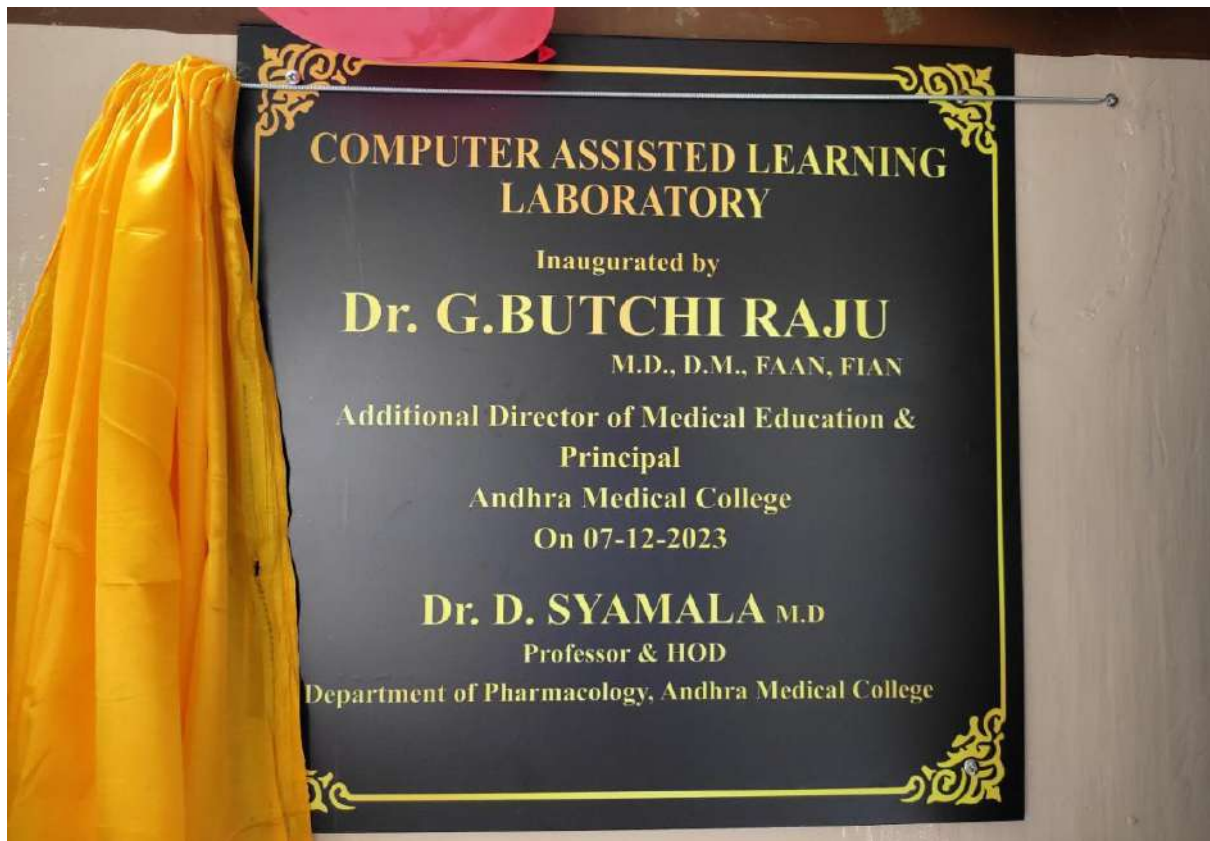 COMPUTER ASSISTED LEARNING
LABORATORY
Inaugurated by
Dr. G.BUTCHI RAJU
M.D., D.M., FAAN, FIAN
Additional Director of Medical Education &
Principal
Andhra Medical College
On 07-12-2023
Dr. D. SYAMALA M.D
Professor & HOD
Department of Pharmacology, Andhra Medical College